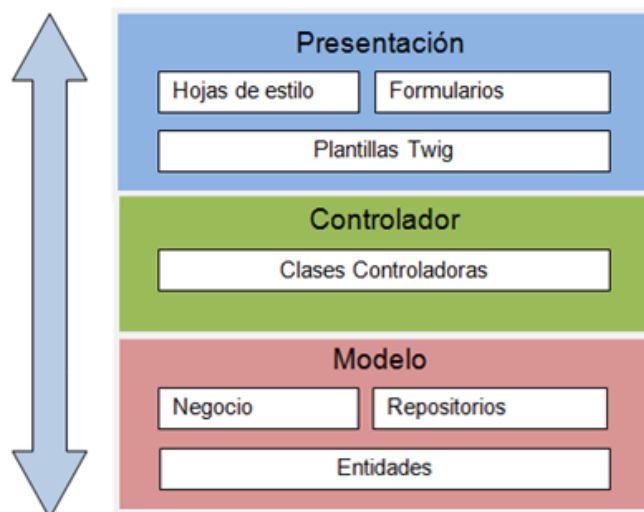 Presentación
Hojas de estilo
Formularios
Plantillas Twig
Controlador
Clases Controladoras
Modelo
Negocio
Repositorios
Entidades